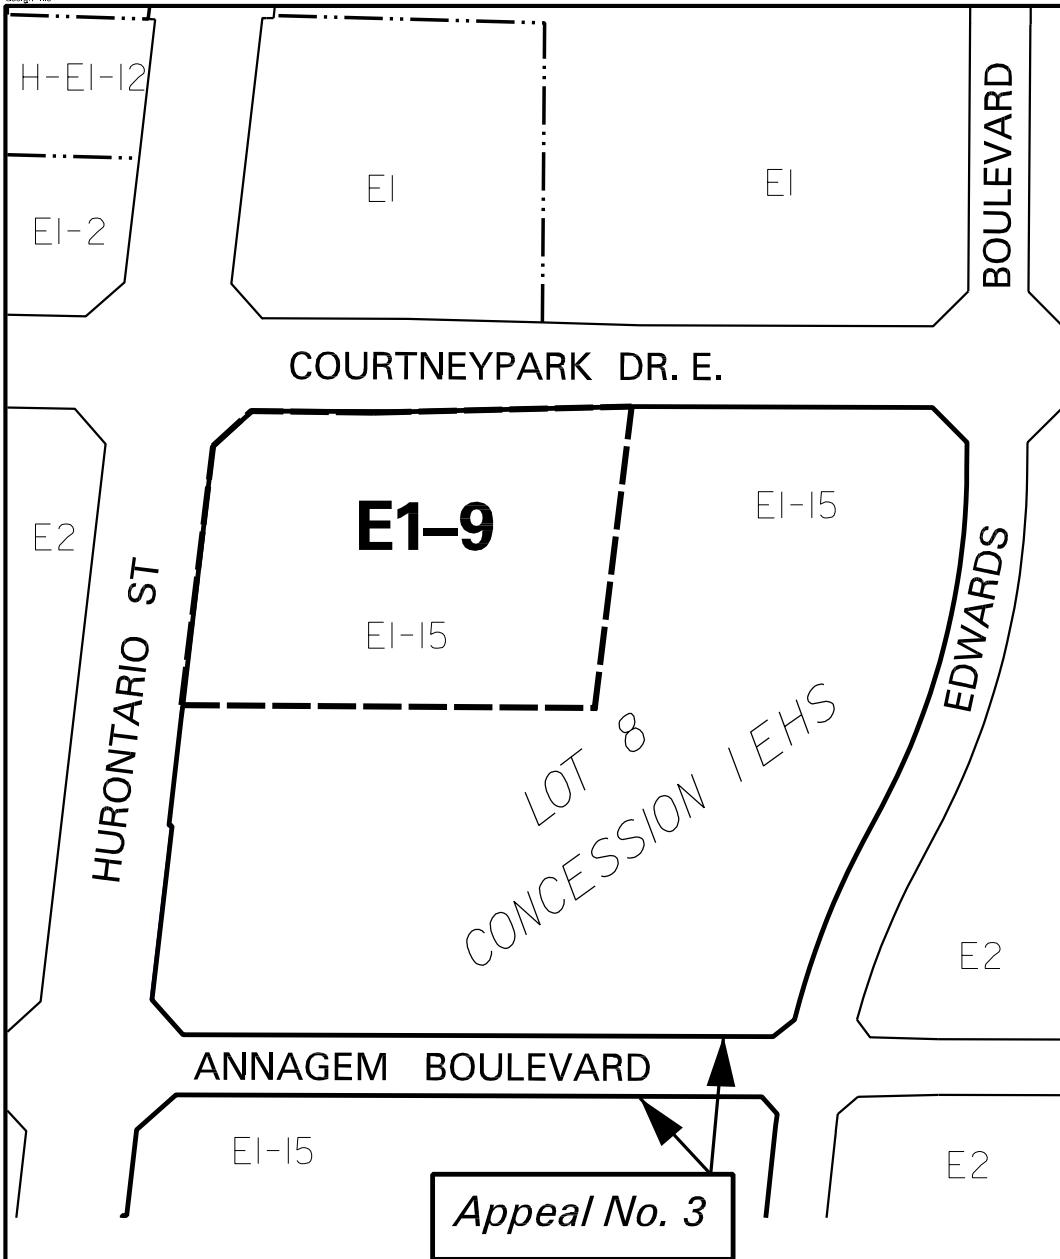 H-E1-12
E1-2
E1
E1
BOULEVARD
COURTNEYPARK DR. E.
E1–9
E1-15
E2
E1-15
HURONTARIO ST
EDWARDS
LOT 8
CONCESSION 1 EHS
E2
ANNAGEM BOULEVARD
E1-15
E2
Appeal No. 3